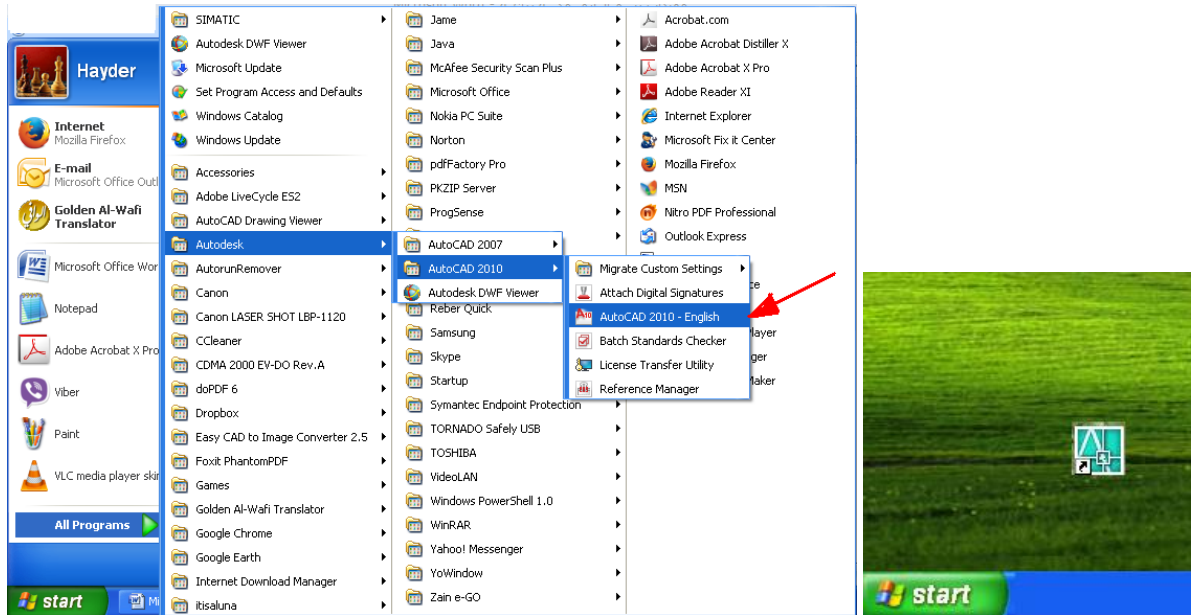 Hayder
Internet
Mozilla Firefox
E-mail
Microsoft Office Outl
Golden Al-Wafi
Translator
Microsoft Office Wor
Notepad
Adobe Acrobat X Pro
Viber
Paint
VLC media player skin
All Programs
start
Mi
SIMATIC
Autodesk DWF Viewer
Microsoft Update
Set Program Access and Defaults
Windows Catalog
Windows Update
Accessories
Adobe LiveCycle ES2
AutoCAD Drawing Viewer
Autodesk
AutorunRemover
Canon
Canon LASER SHOT LBP-1120
CCleaner
CDMA 2000 EV-DO Rev.A
doPDF 6
Dropbox
Easy CAD to Image Converter 2.5
Foxit PhantomPDF
Games
Golden Al-Wafi Translator
Google Chrome
Google Earth
Internet Download Manager
itisaluna
Jame
Java
McAfee Security Scan Plus
Microsoft Office
Nokia PC Suite
Norton
pdfFactory Pro
PKZIP Server
ProgSense
AutoCAD 2007
AutoCAD 2010
Autodesk DWF Viewer
Reber Quick
Samsung
Skype
Startup
Symantec Endpoint Protection
TORNADO Safely USB
TOSHIBA
VideoLAN
Windows PowerShell 1.0
WinRAR
Yahoo! Messenger
YoWindow
Zain e-GO
Acrobat.com
Adobe Acrobat Distiller X
Adobe Acrobat X Pro
Adobe Reader XI
Internet Explorer
Microsoft Fix it Center
Mozilla Firefox
MSN
Nitro PDF Professional
Outlook Express
Migrate Custom Settings
Attach Digital Signatures
AutoCAD 2010 - English
Batch Standards Checker
License Transfer Utility
Reference Manager
start